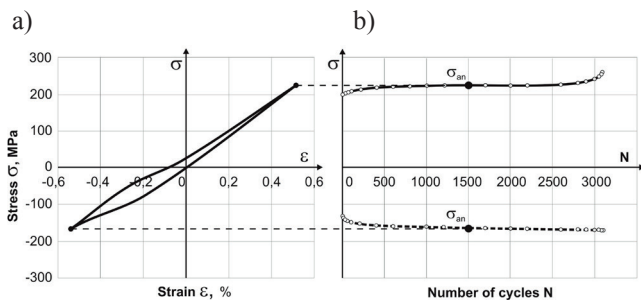 a)
b)
300
200
100
0
-100
-200
-300
Stress σ, MPa
σ
ε
-0,6 -0,4 -0,2 0 0,2 0,4 0,6
Strain ε, %
σ
σan
N
0 500 1000 1500 2000 2500 3000
σan
Number of cycles N